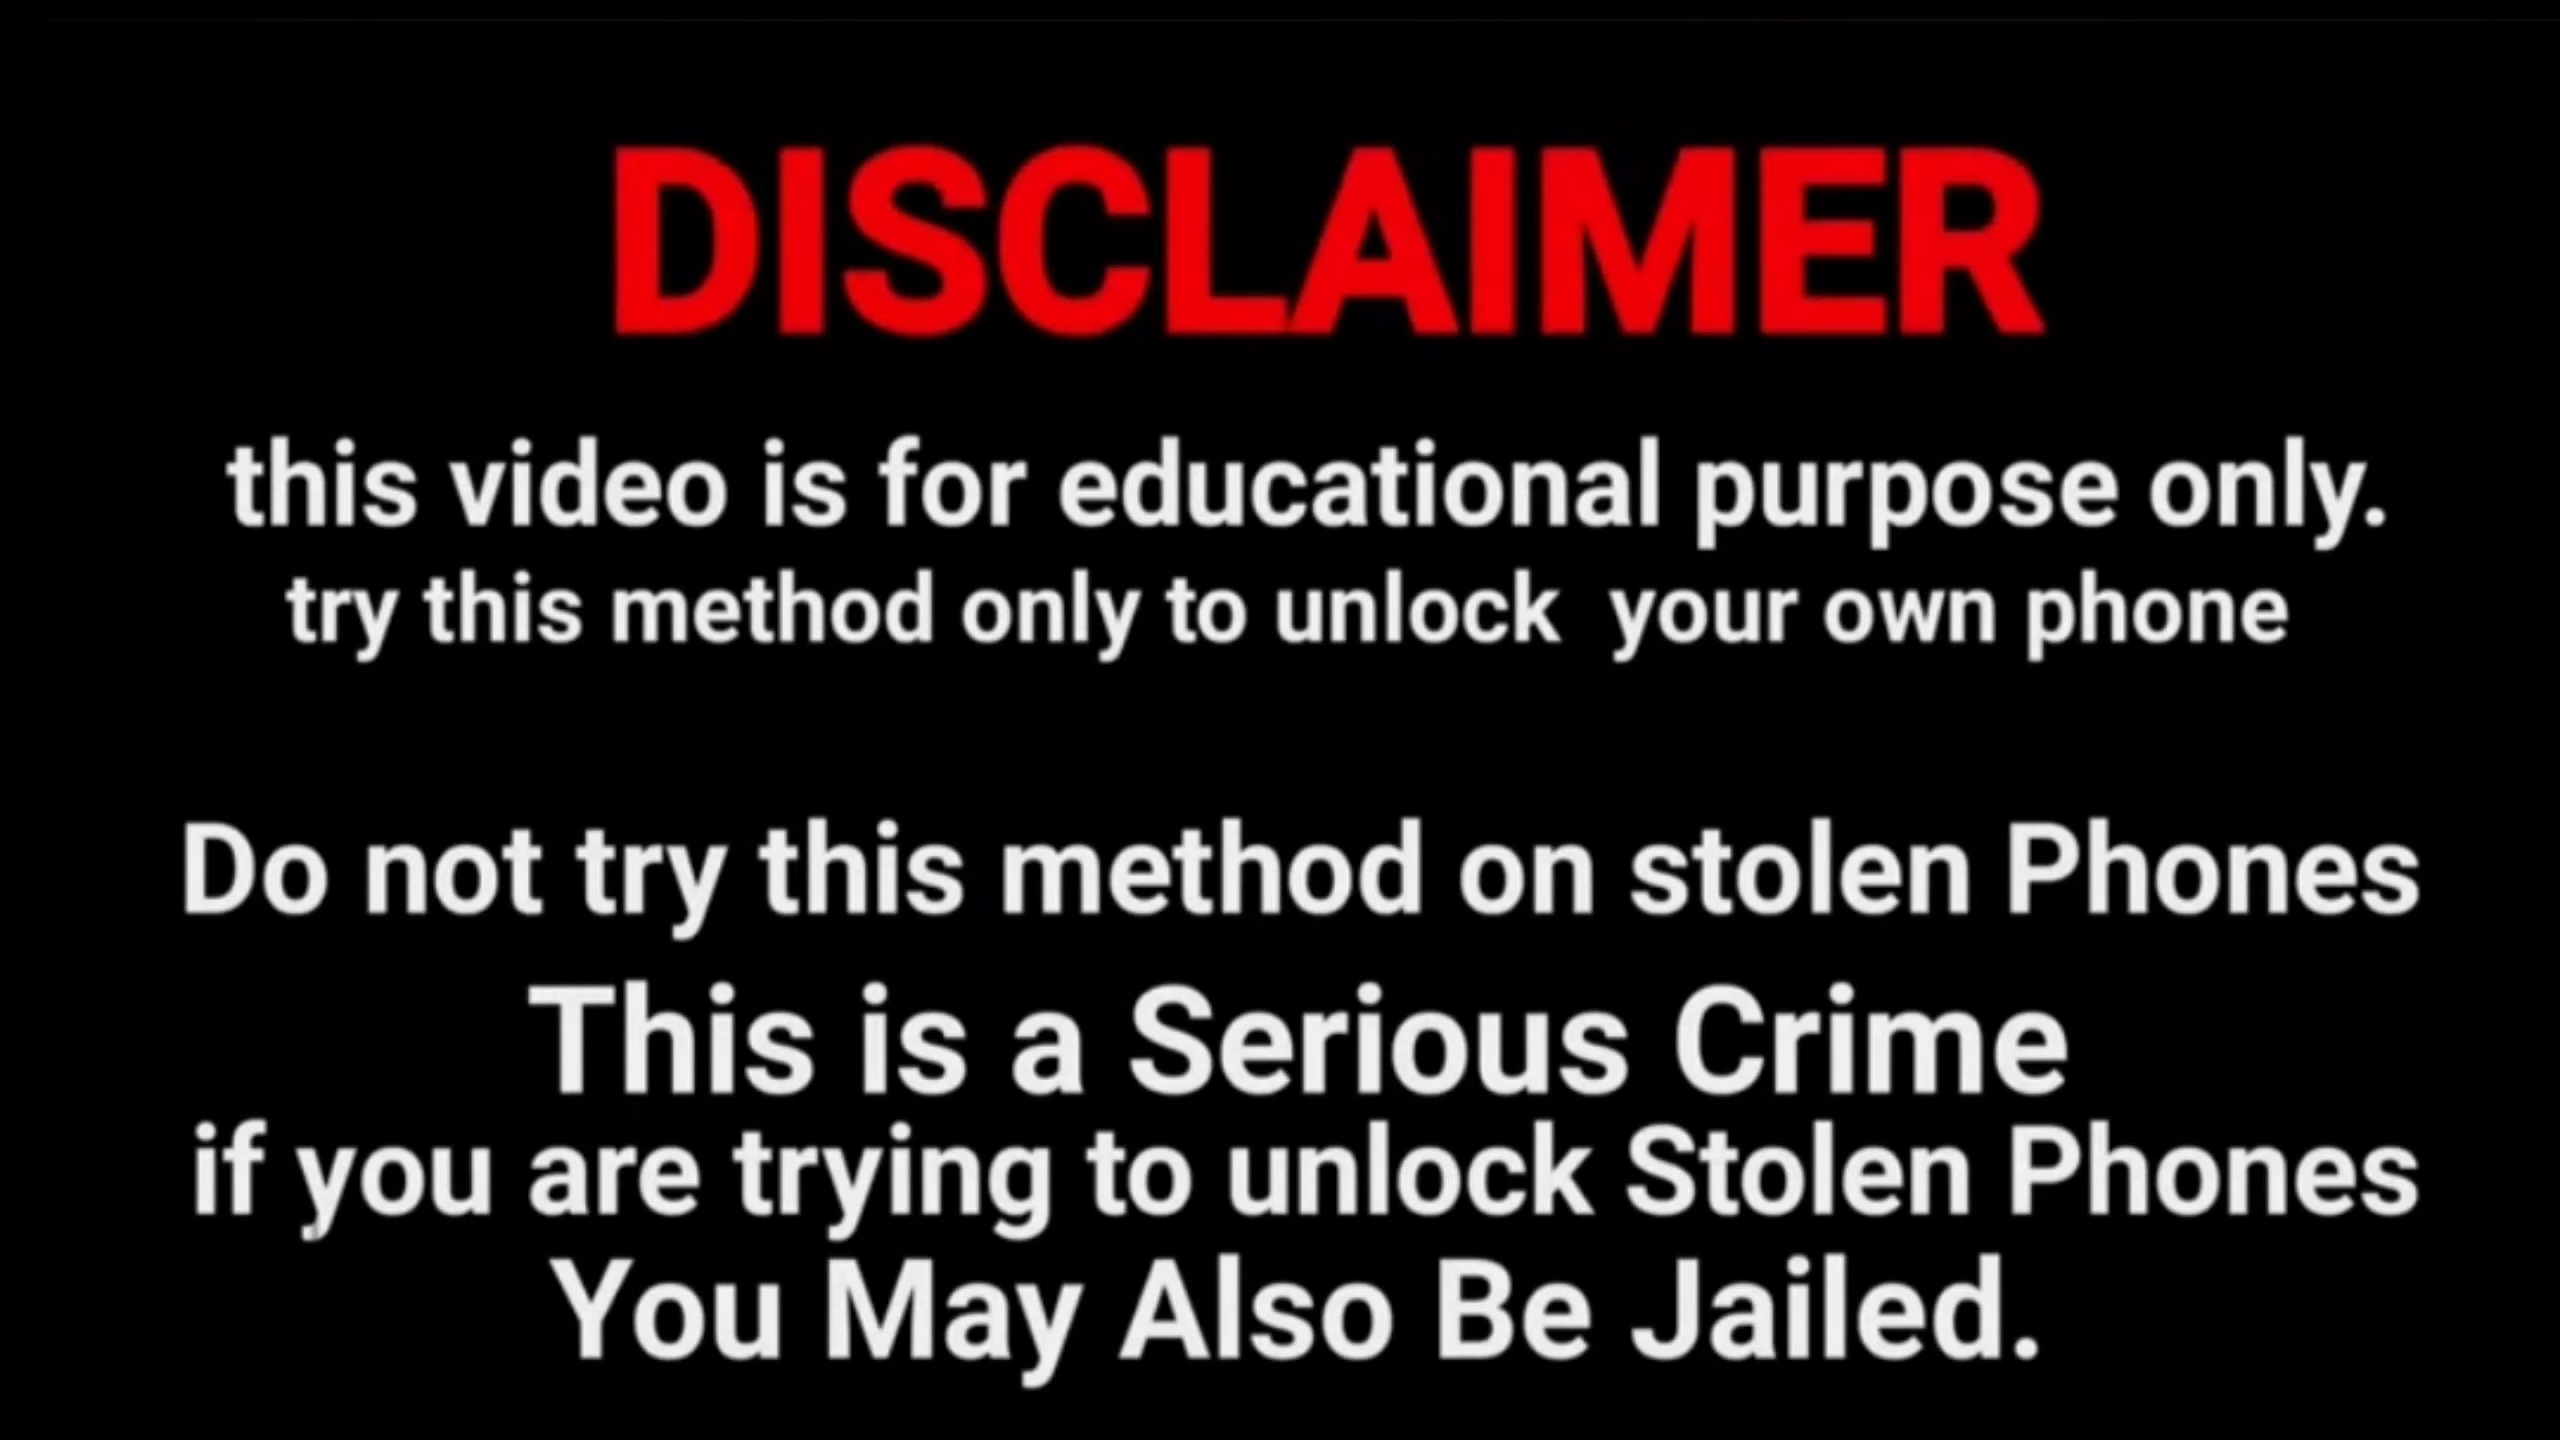 DISCLAIMER
this video is for educational purpose only.
try this method only to unlock your own phone
Do not try this method on stolen Phones
This is a Serious Crime
if you are trying to unlock Stolen Phones
You May Also Be Jailed.